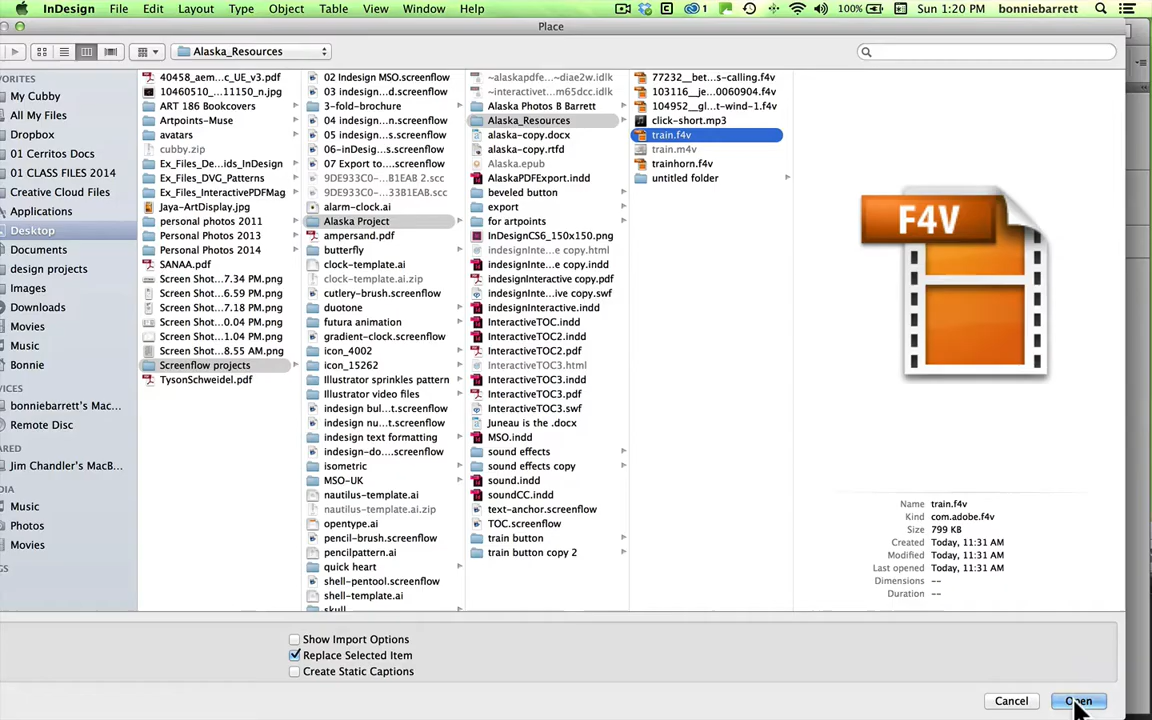 InDesign File Edit Layout Type Object Table View Window Help 1 100% Sun 1:20 PM bonniebarrett
Place
Alaska_Resources
AVORITES
My Cubby
All My Files
Dropbox
01 Cerritos Docs
01 CLASS FILES 2014
Creative Cloud Files
Applications
Desktop
Documents
design projects
Images
Downloads
Movies
Music
Bonnie
VICES
bonniebarrett's Mac...
Remote Disc
ARED
Jim Chandler's MacB...
DIA
Music
Photos
Movies
GS
40458_aem...c_UE_v3.pdf
10460510_...11150_n.jpg
ART 186 Bookcovers
Artpoints-Muse
avatars
cubby.zip
Ex_Files_De...ids_InDesign
Ex_Files_DVG_Patterns
Ex_Files_InteractivePDFMag
Jaya-ArtDisplay.jpg
personal photos 2011
Personal Photos 2013
Personal Photos 2014
SANAA.pdf
Screen Shot...7.34 PM.png
Screen Shot...6.59 PM.png
Screen Shot...7.18 PM.png
Screen Shot...0.04 PM.png
Screen Shot...1.04 PM.png
Screen Shot...8.55 AM.png
Screenflow projects
TysonSchweidel.pdf
02 Indesign MSO.screenflow
03 indesign...d.screenflow
3-fold-brochure
04 indesign...n.screenflow
05 indesign...s.screenflow
06-inDesign...s.screenflow
07 Export to....screenflow
9DE933C0-...B1EAB 2.scc
9DE933C0-...33B1EAB.scc
alarm-clock.ai
Alaska Project
ampersand.pdf
butterfly
clock-template.ai
clock-template.ai.zip
cutlery-brush.screenflow
duotone
futura animation
gradient-clock.screenflow
icon_4002
icon_15262
Illustrator sprinkles pattern
Illustrator video files
indesign bul...t.screenflow
indesign nu...t.screenflow
indesign text formatting
indesign-do...e.screenflow
isometric
MSO-UK
nautilus-template.ai
nautilus-template.ai.zip
opentype.ai
pencil-brush.screenflow
pencilpattern.ai
quick heart
shell-pentool.screenflow
shell-template.ai
skull
~alaskapdfe...~diae2w.idlk
~interactivet...m65dcc.idlk
Alaska Photos B Barrett
Alaska_Resources
alaska-copy.docx
alaska-copy.rtfd
Alaska.epub
AlaskaPDFExport.indd
beveled button
export
for artpoints
InDesignCS6_150x150.png
indesignInte...e copy.html
indesignInte...e copy.indd
indesignInteractive copy.pdf
indesignInte...ive copy.swf
indesignInteractive.indd
InteractiveTOC.indd
InteractiveTOC2.indd
InteractiveTOC2.pdf
InteractiveTOC3.html
InteractiveTOC3.indd
InteractiveTOC3.pdf
InteractiveTOC3.swf
Juneau is the .docx
MSO.indd
sound effects
sound effects copy
sound.indd
soundCC.indd
text-anchor.screenflow
TOC.screenflow
train button
train button copy 2
77232__bet...s-calling.f4v
103116__je...0060904.f4v
104952__gl...t-wind-1.f4v
click-short.mp3
train.f4v
train.m4v
trainhorn.f4v
untitled folder
F4V
Name train.f4v
Kind com.adobe.f4v
Size 799 KB
Created Today, 11:31 AM
Modified Today, 11:31 AM
Last opened Today, 11:31 AM
Dimensions --
Duration --
Show Import Options
Replace Selected Item
Create Static Captions
Cancel Open